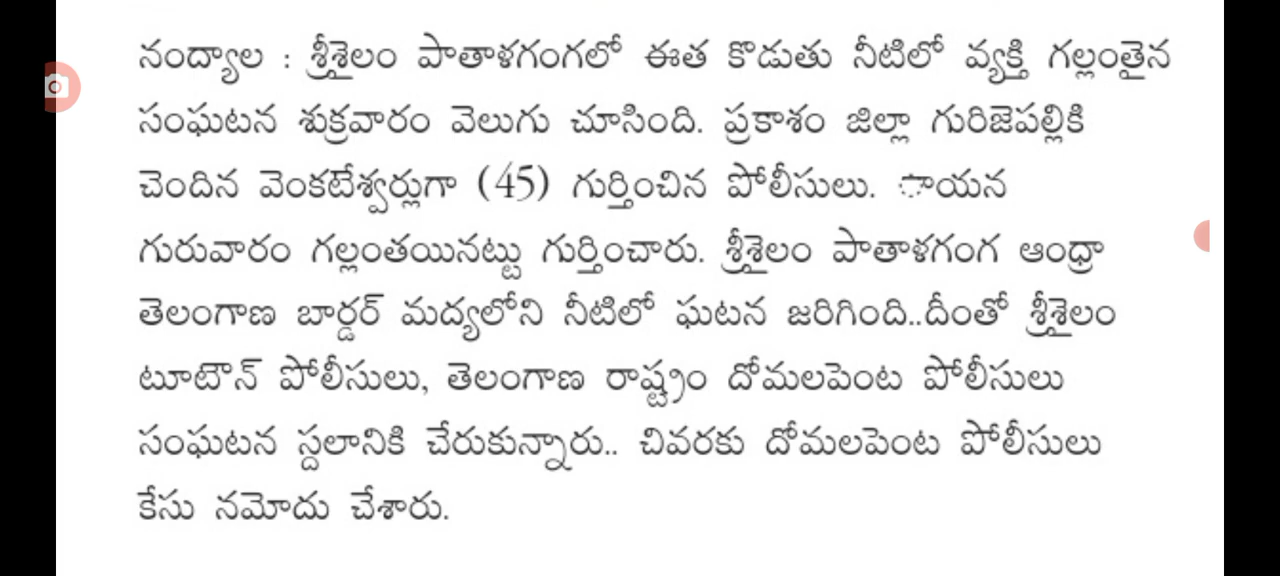 నంద్యాల : శ్రీశైలం పాతాళగంగలో ఈత కొడుతు నీటిలో వ్యక్తి గల్లంతైన
సంఘటన శుక్రవారం వెలుగు చూసింది. ప్రకాశం జిల్లా గురిజెపల్లికి
చెందిన వెంకటేశ్వర్లుగా (45) గుర్తించిన పోలీసులు. ాయన
గురువారం గల్లంతయినట్టు గుర్తించారు. శ్రీశైలం పాతాళగంగ ఆంధ్రా
తెలంగాణ బార్డర్ మద్యలోని నీటిలో ఘటన జరిగింది..దీంతో శ్రీశైలం
టూటౌన్ పోలీసులు, తెలంగాణ రాష్ట్రం దోమలపెంట పోలీసులు
సంఘటన స్దలానికి చేరుకున్నారు.. చివరకు దోమలపెంట పోలీసులు
కేసు నమోదు చేశారు.